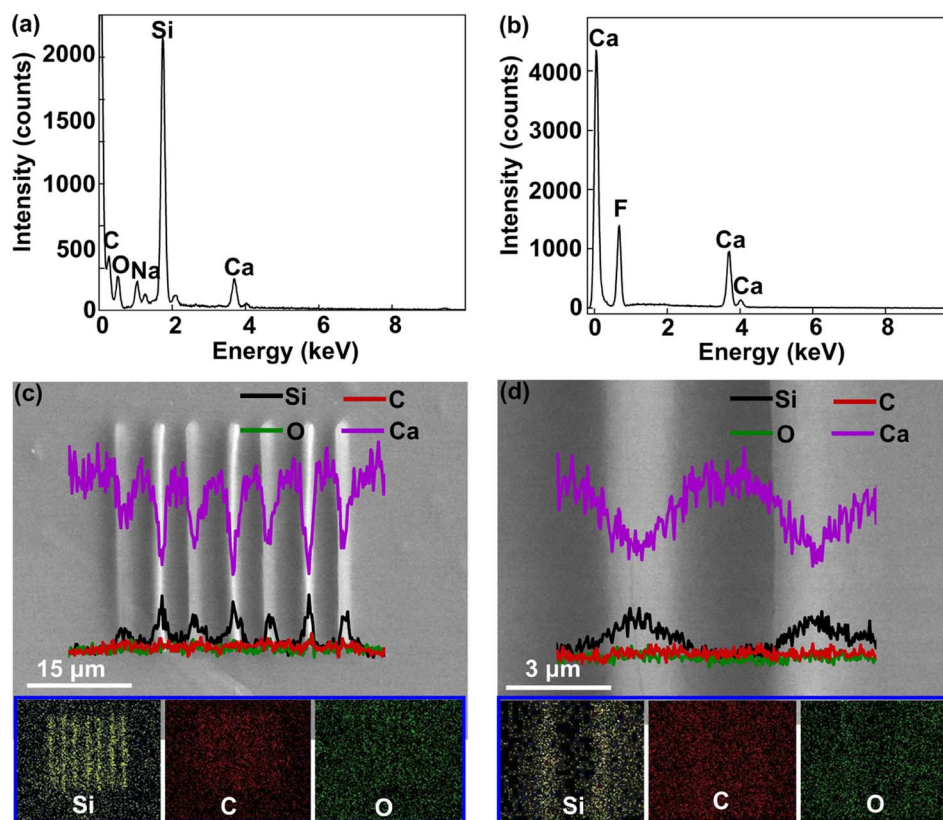 (a)
Si
2000
1500
1000
500
0
C
O
Na
Ca
0 2 4 6 8
Energy (keV)
Intensity (counts)
(b)
Ca
4000
3000
2000
1000
0
F
Ca
Ca
0 2 4 6 8
Energy (keV)
Intensity (counts)
(c)
Si C
O Ca
15 µm
Si C O
(d)
Si C
O Ca
3 µm
Si C O